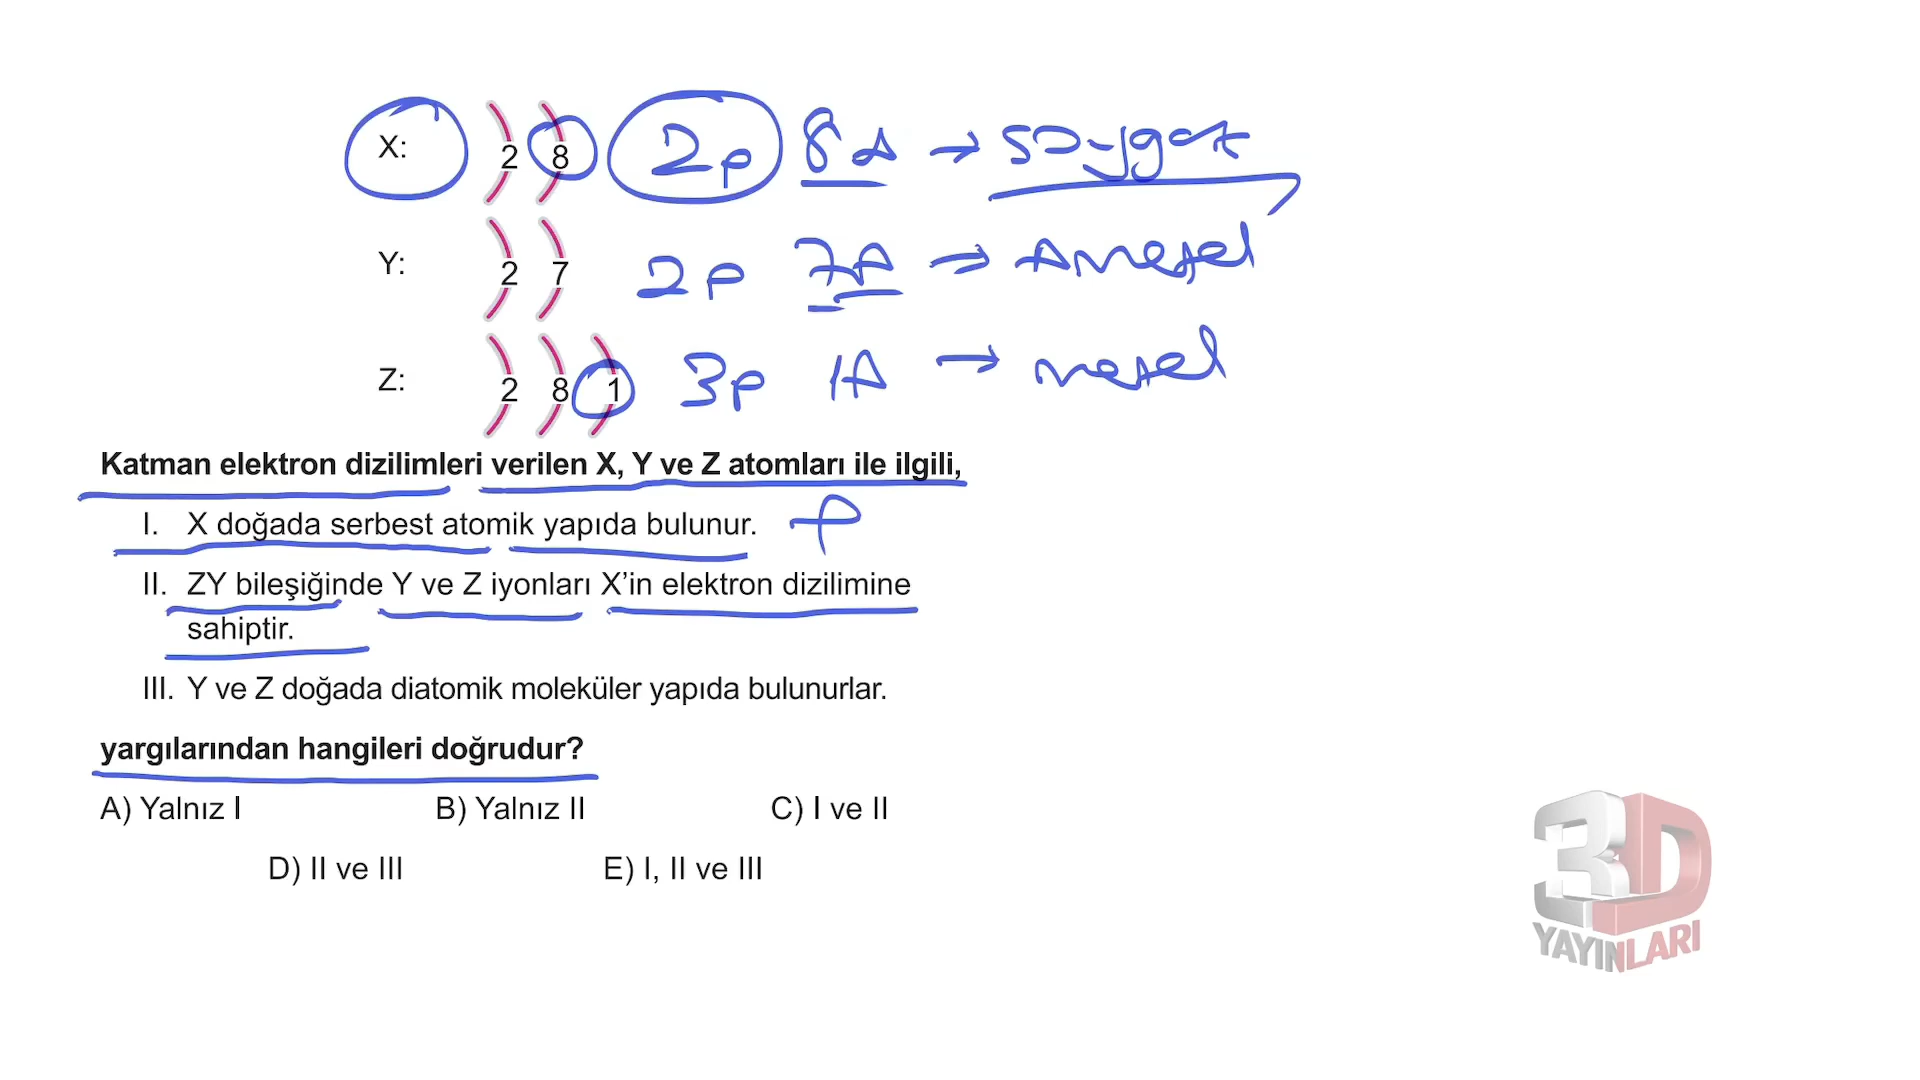 X: 2 8 2p 8A → soygaz
Y: 2 7 2p 7A → Ametal
Z: 2 8 1 3p 1A → metal
Katman elektron dizilimleri verilen X, Y ve Z atomları ile ilgili,
I. X doğada serbest atomik yapıda bulunur. +
II. ZY bileşiğinde Y ve Z iyonları X’in elektron dizilimine
sahiptir.
III. Y ve Z doğada diatomik moleküler yapıda bulunurlar.
yargılarından hangileri doğrudur?
A) Yalnız I B) Yalnız II C) I ve II
D) II ve III E) I, II ve III
3D
YAYINLARI